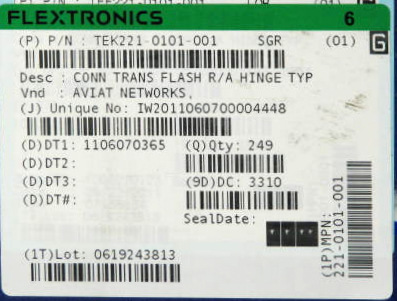 FLEXTRONICS 6
(P) P/N : TEK221-0101-001 SGR (01)
G
Desc : CONN TRANS FLASH R/A HINGE TYP
Vnd : AVIAT NETWORKS.
(J) Unique No: IW2011060700004448
(D)DT1: 1106070365 (Q)Qty: 249
(D)DT2:
(D)DT3: (9D)DC: 3310
(D)DT#:
SealDate:
(1T)Lot: 0619243813
(1P)MPN:
221-0101-001